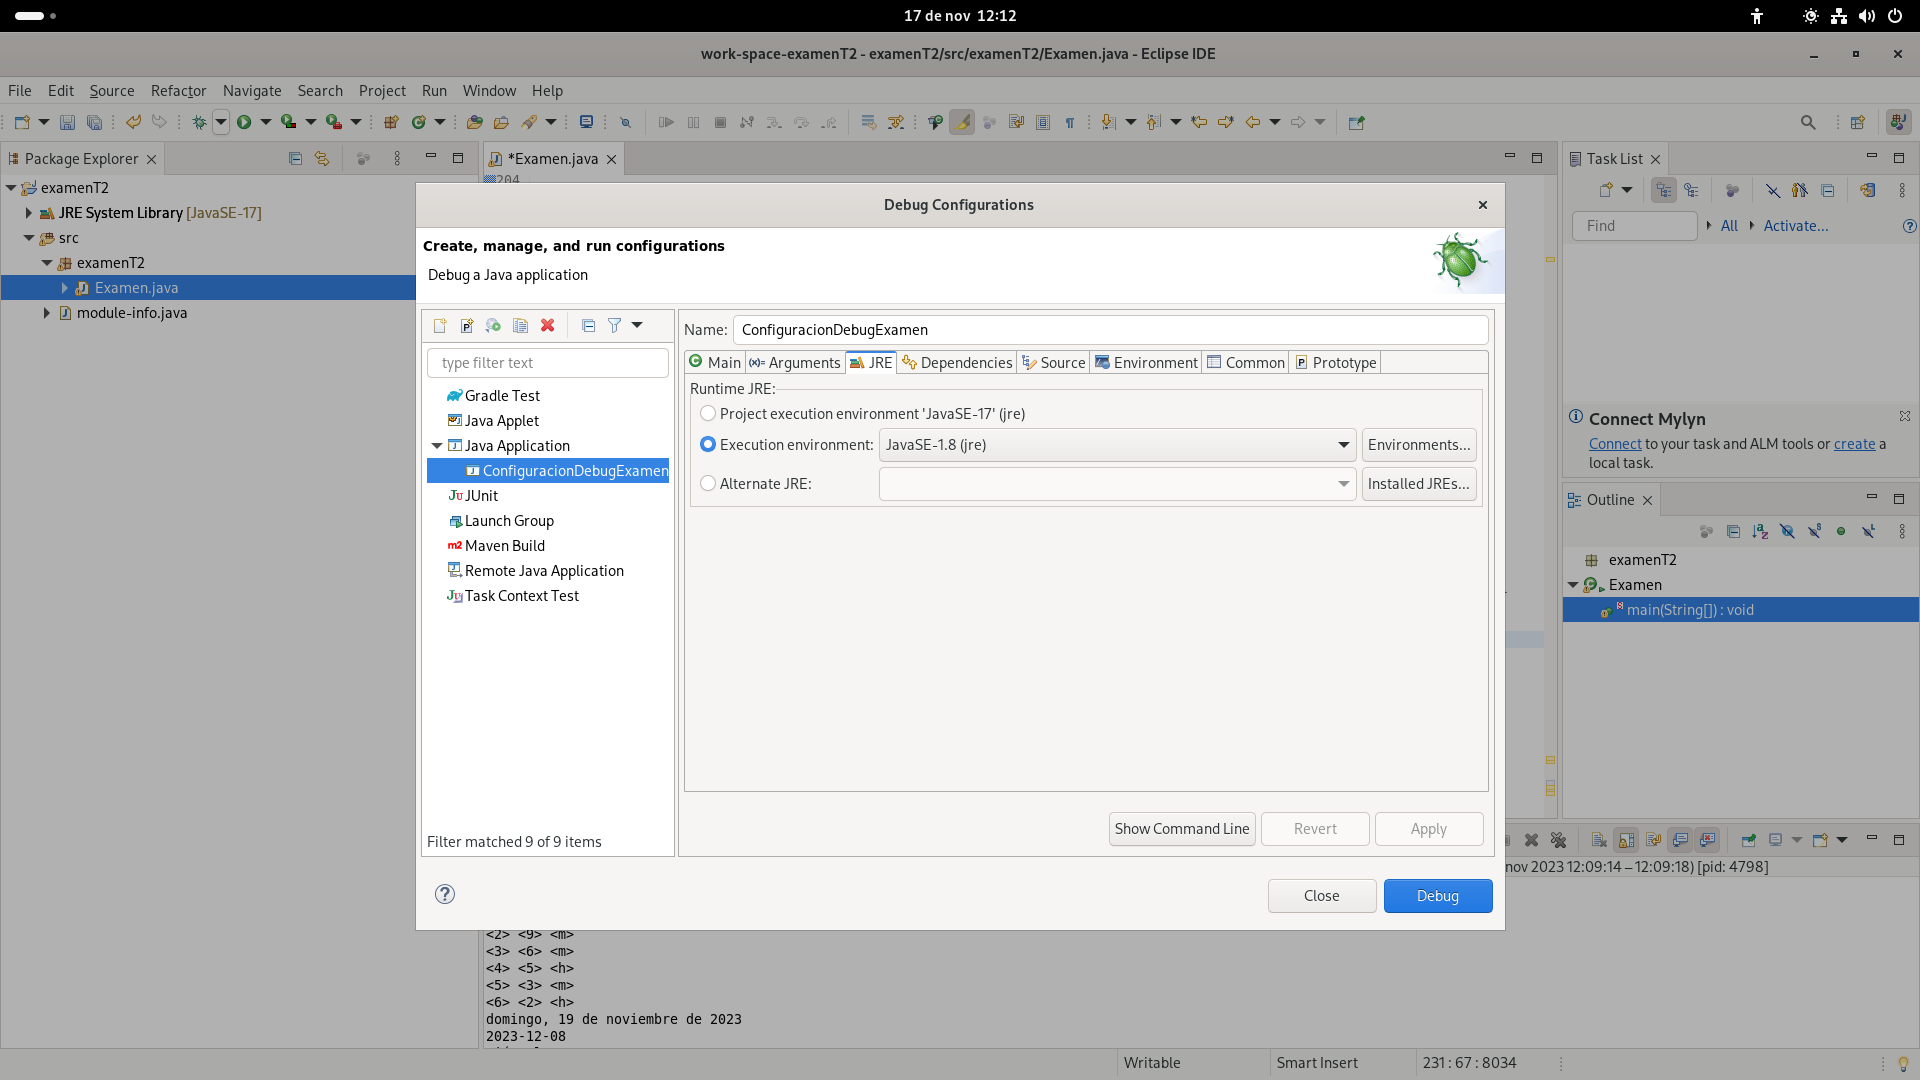 17 de nov 12:12
work-space-examenT2 - examenT2/src/examenT2/Examen.java - Eclipse IDE
File Edit Source Refactor Navigate Search Project Run Window Help
Package Explorer
*Examen.java
Task List
204
examenT2
JRE System Library [JavaSE-17]
src
examenT2
Examen.java
module-info.java
Find
All
Activate...
Connect Mylyn
Connect to your task and ALM tools or create a
local task.
Outline
examenT2
Examen
main(String[]) : void
Debug Configurations
Create, manage, and run configurations
Debug a Java application
type filter text
Gradle Test
Java Applet
Java Application
ConfiguracionDebugExamen
JUnit
Launch Group
Maven Build
Remote Java Application
Task Context Test
Filter matched 9 of 9 items
Name: ConfiguracionDebugExamen
Main Arguments JRE Dependencies Source Environment Common Prototype
Runtime JRE:
Project execution environment 'JavaSE-17' (jre)
Execution environment: JavaSE-1.8 (jre) Environments...
Alternate JRE: Installed JREs...
Show Command Line Revert Apply
Close Debug
nov 2023 12:09:14 – 12:09:18) [pid: 4798]
<2> <9> <m>
<3> <6> <m>
<4> <5> <h>
<5> <3> <m>
<6> <2> <h>
domingo, 19 de noviembre de 2023
2023-12-08
Writable Smart Insert 231 : 67 : 8034